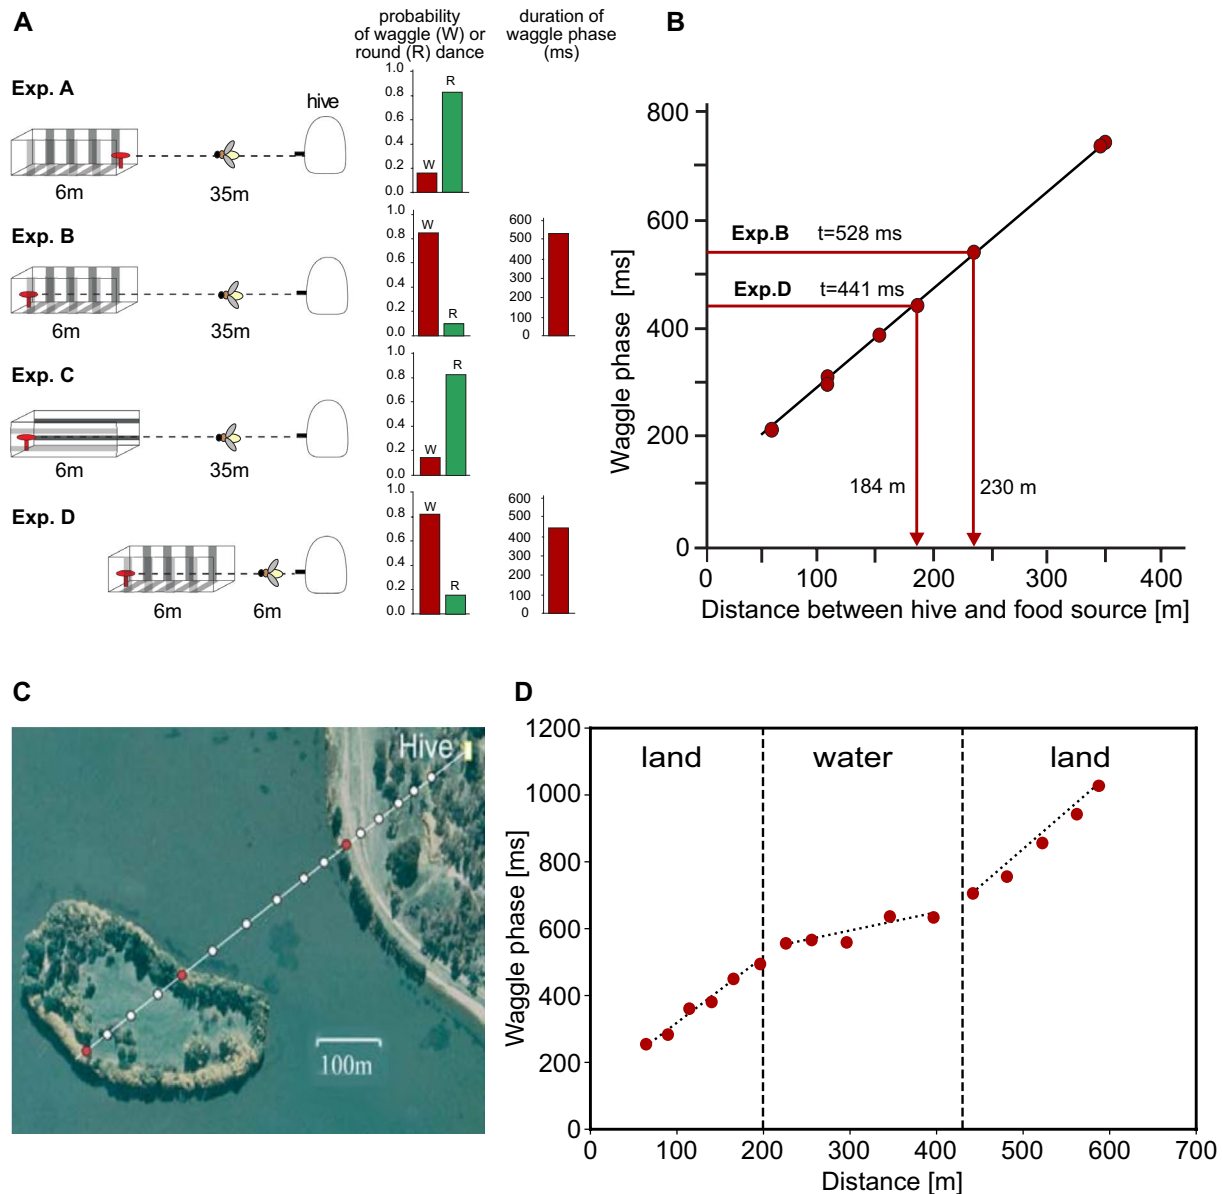 A
probability
of waggle (W) or
round (R) dance
duration of
waggle phase
(ms)
Exp. A
hive
6m
35m
1.0
0.8
0.6
0.4
0.2
0.0
W
R
Exp. B
6m
35m
1.0
0.8
0.6
0.4
0.2
0.0
W
R
600
500
400
300
200
100
0
Exp. C
6m
35m
1.0
0.8
0.6
0.4
0.2
0.0
W
R
Exp. D
6m
6m
1.0
0.8
0.6
0.4
0.2
0.0
W
R
600
500
400
300
200
100
0
B
Waggle phase [ms]
800
600
400
200
0
Exp.B t=528 ms
Exp.D t=441 ms
184 m
230 m
0 100 200 300 400
Distance between hive and food source [m]
C
Hive
100m
D
Waggle phase [ms]
1200
1000
800
600
400
200
0
land water land
0 100 200 300 400 500 600 700
Distance [m]